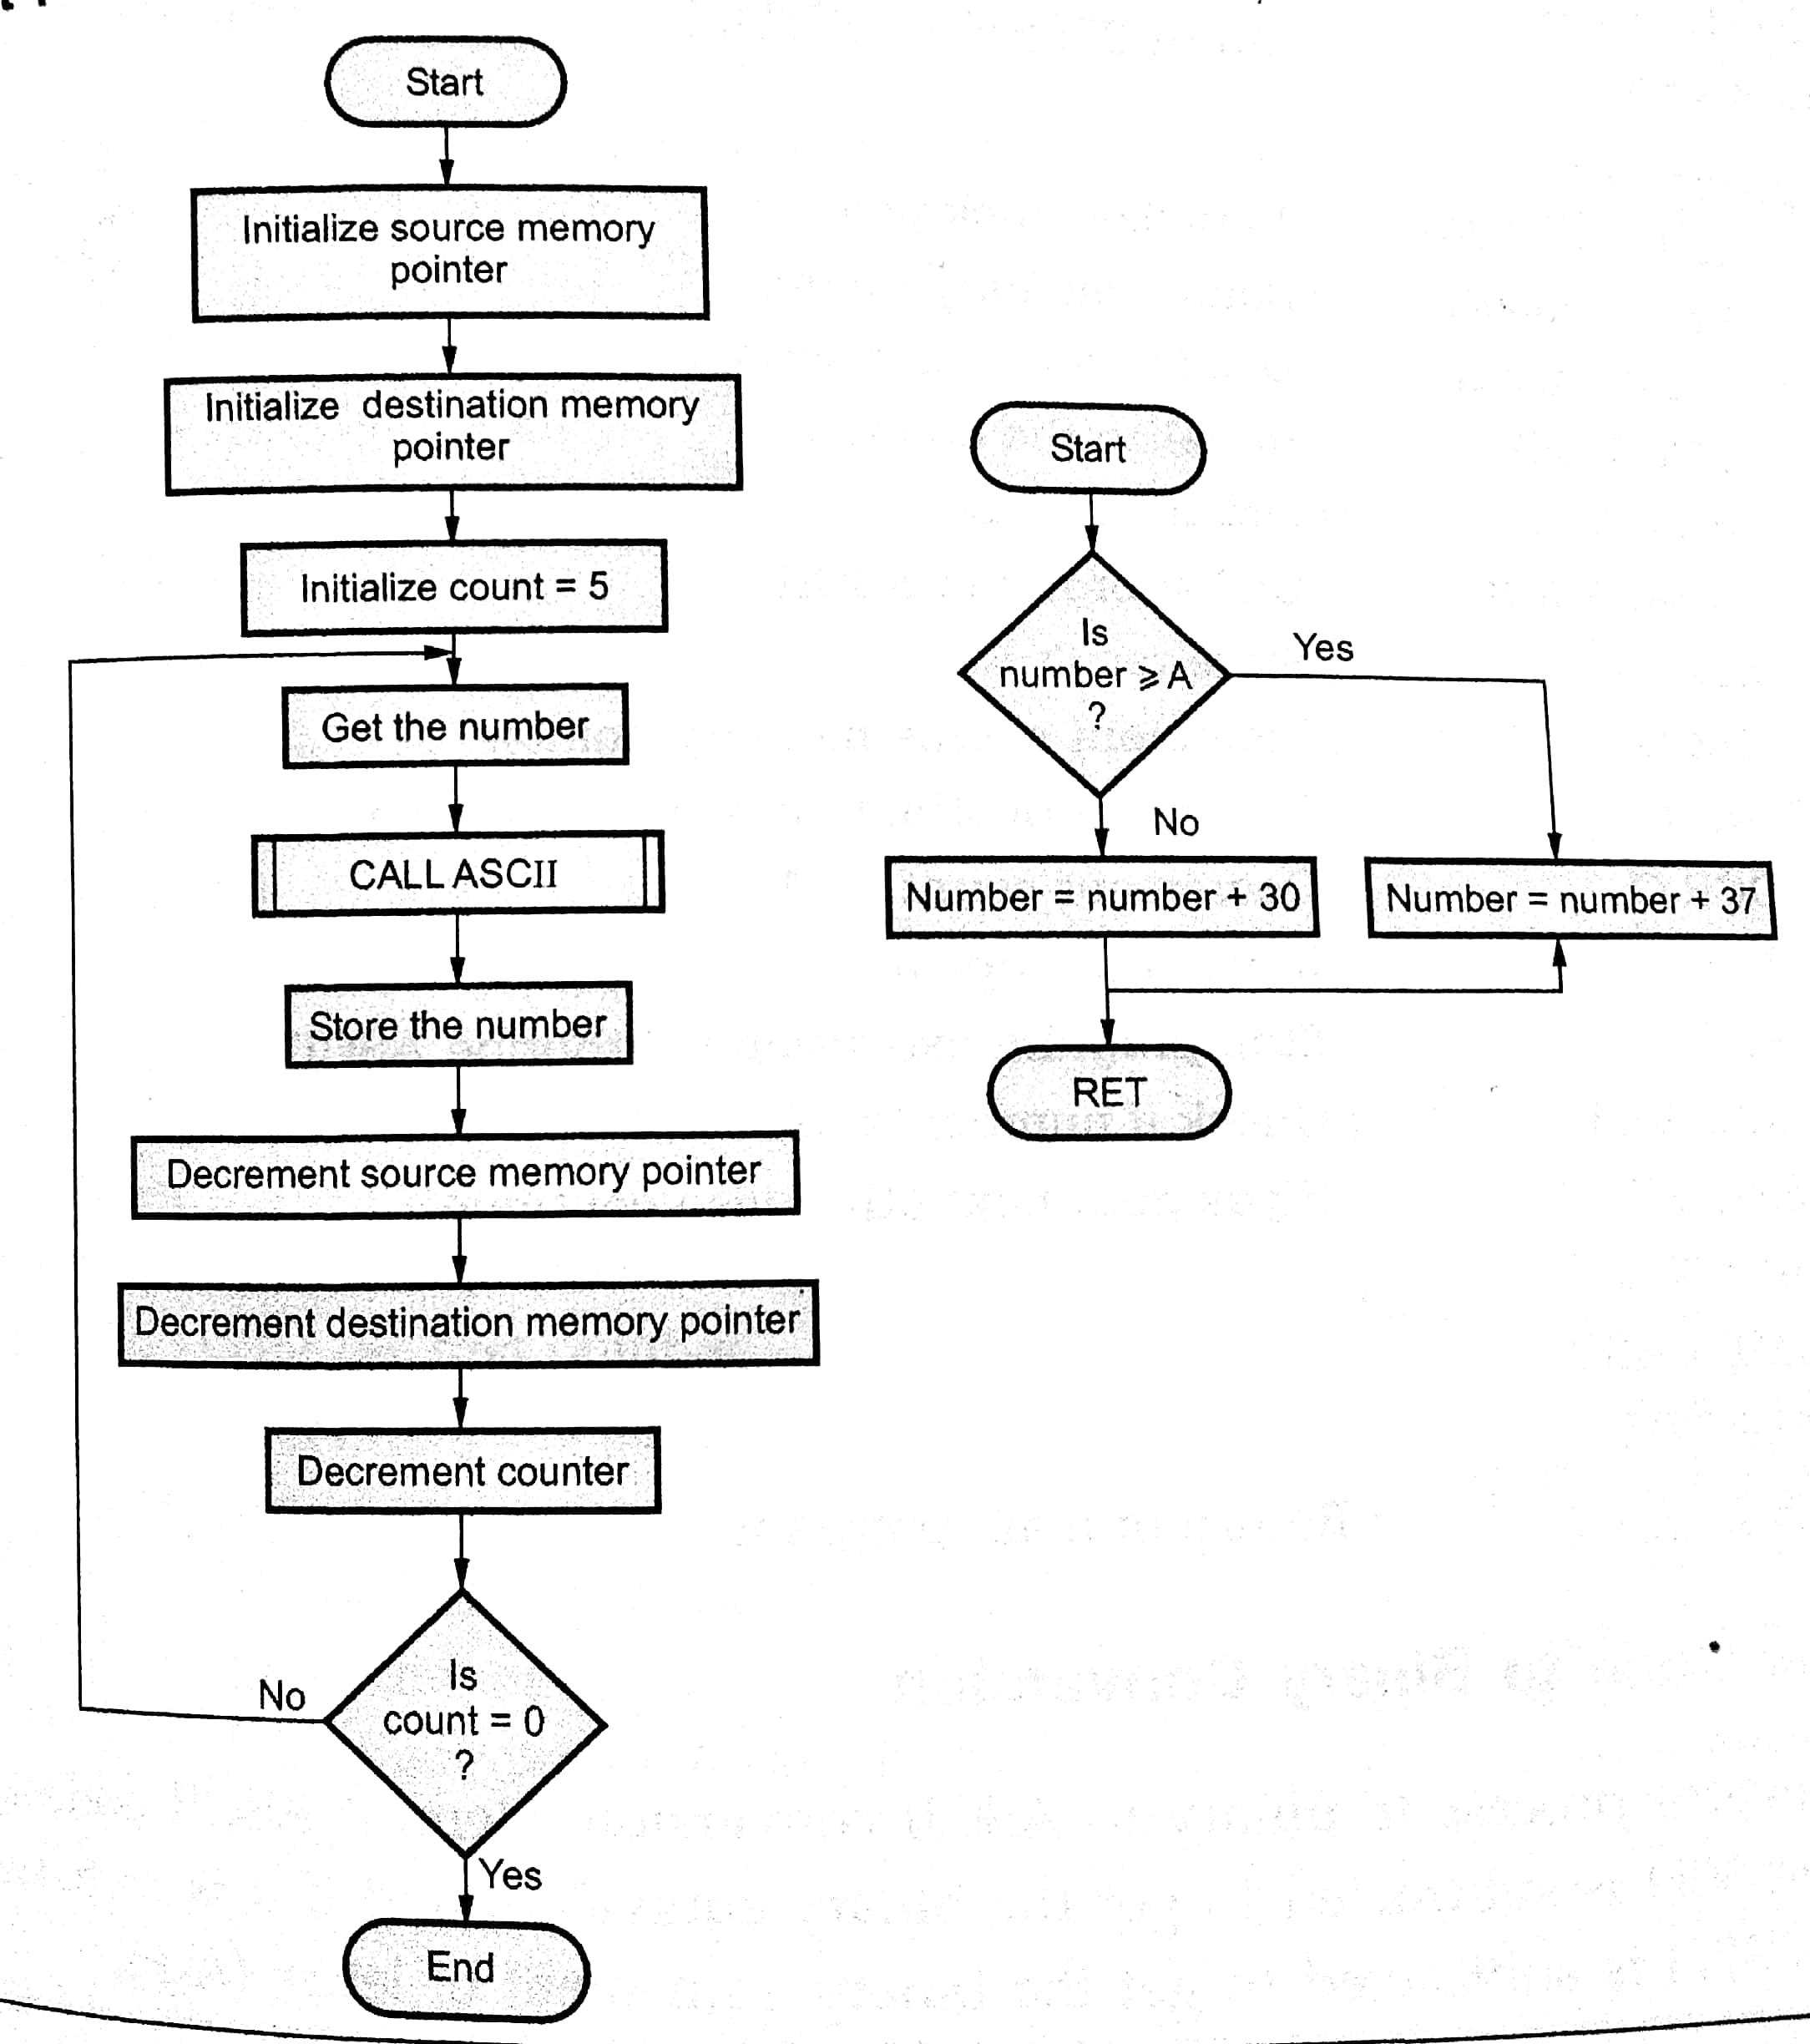 Start
Initialize source memory
pointer
Initialize destination memory
pointer
Initialize count = 5
Get the number
CALL ASCII
Store the number
Decrement source memory pointer
Decrement destination memory pointer
Decrement counter
Is
count = 0
?
No
Yes
End
Start
Is
number ⩾ A
?
Yes
No
Number = number + 30
Number = number + 37
RET